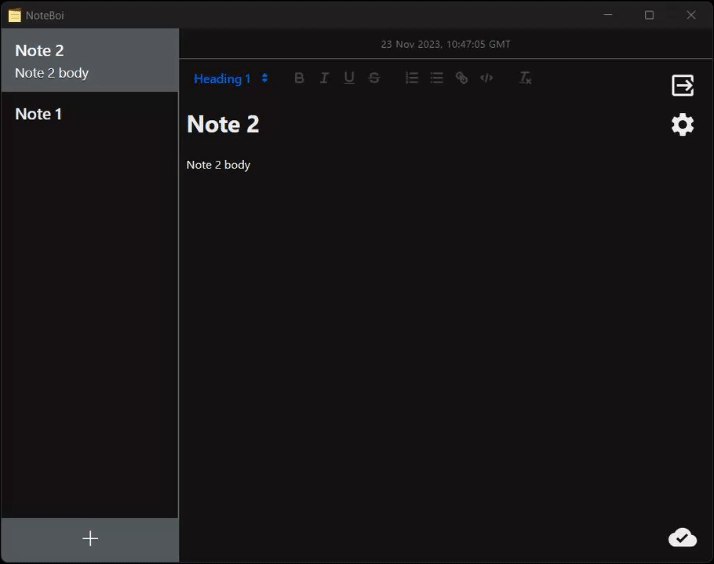 NoteBoi
Note 2
Note 2 body
Note 1
23 Nov 2023, 10:47:05 GMT
Heading 1
B I U S
Note 2
Note 2 body